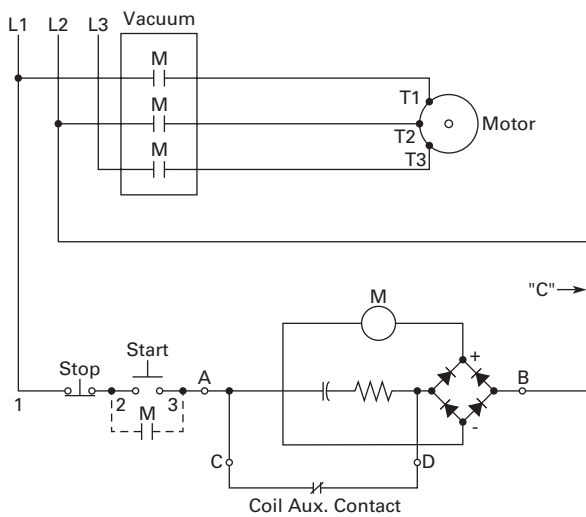 Vacuum
L1 L2 L3
M
M
M
T1
T2
T3
Motor
"C"
M
Start
Stop
A
+
B
1
2
3
M
-
C
D
Coil Aux. Contact